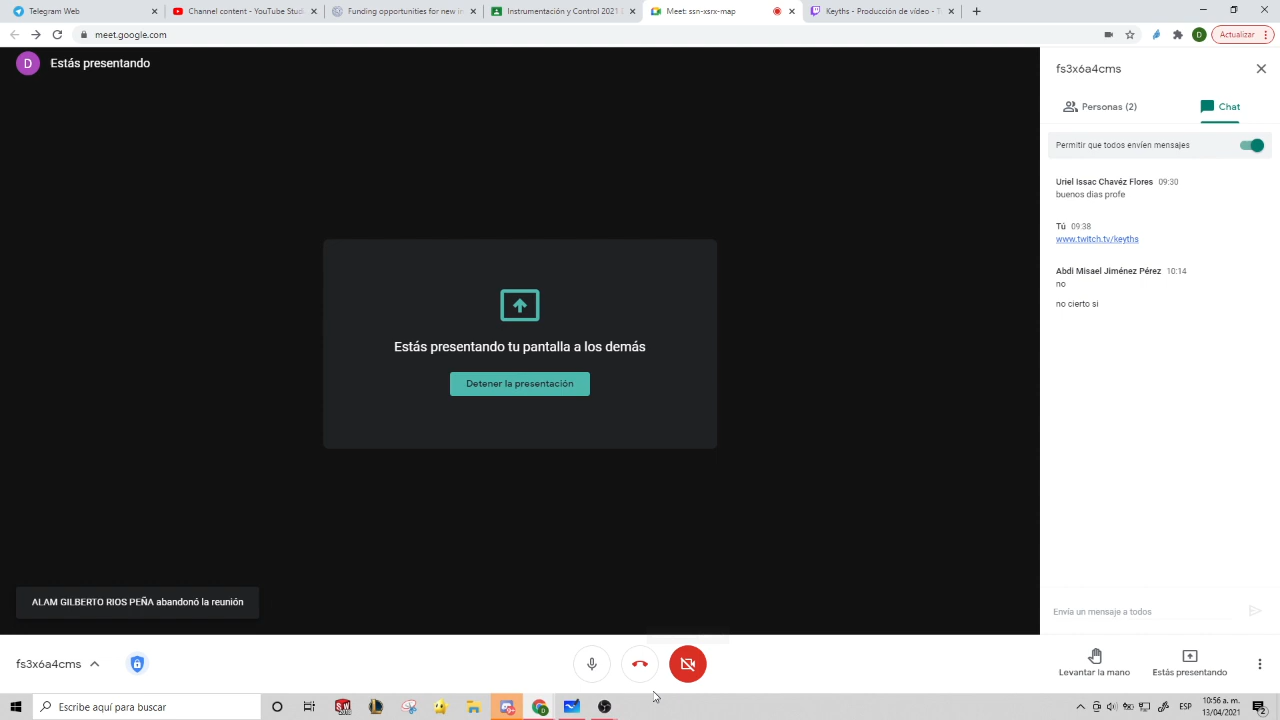 Telegram Web
Channel content - YouTube Stud
Funding opportunities for new in
Instrumentación y Control 2021 E
Meet: ssn-xsrx-map
Keyths - Producción de vídeo - T
meet.google.com
D
Actualizar
D
Estás presentando
fs3x6a4cms
Personas (2)
Chat
Permitir que todos envíen mensajes
Uriel Issac Chavéz Flores 09:30
buenos dias profe
Tú 09:38
www.twitch.tv/keyths
Abdi Misael Jiménez Pérez 10:14
no
no cierto si
Estás presentando tu pantalla a los demás
Detener la presentación
ALAM GILBERTO RIOS PEÑA abandonó la reunión
Envía un mensaje a todos
fs3x6a4cms
Levantar la mano
Estás presentando
Escribe aquí para buscar
10:56 a.m.
13/04/2021